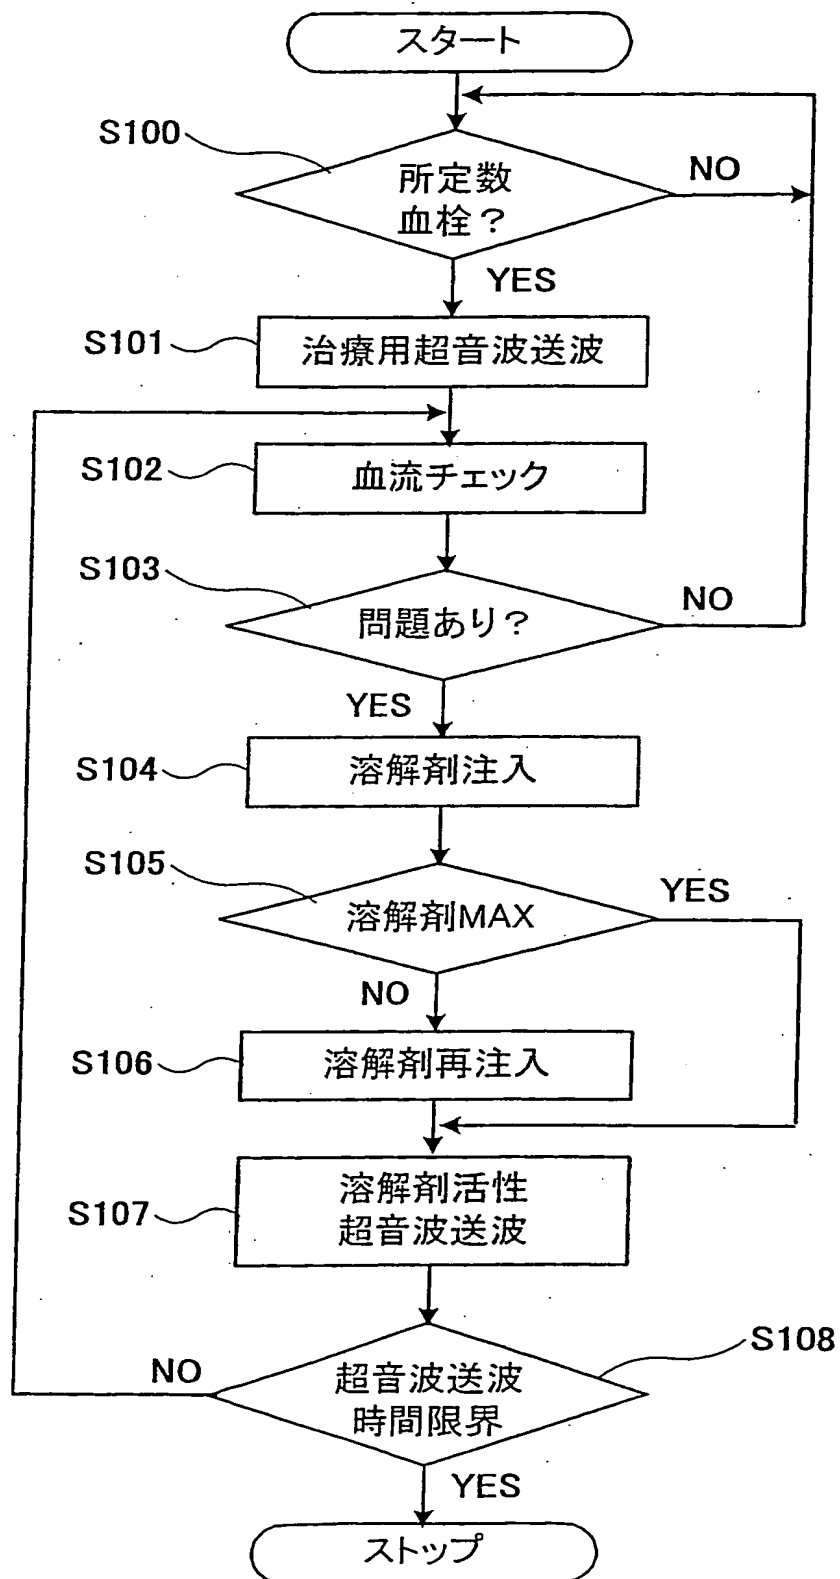 スタート
S100
所定数
血栓?
NO
YES
S101
治療用超音波送波
S102
血流チェック
S103
問題あり?
NO
YES
S104
溶解剤注入
S105
溶解剤MAX
YES
NO
S106
溶解剤再注入
S107
溶解剤活性
超音波送波
S108
超音波送波
時間限界
NO
YES
ストップ